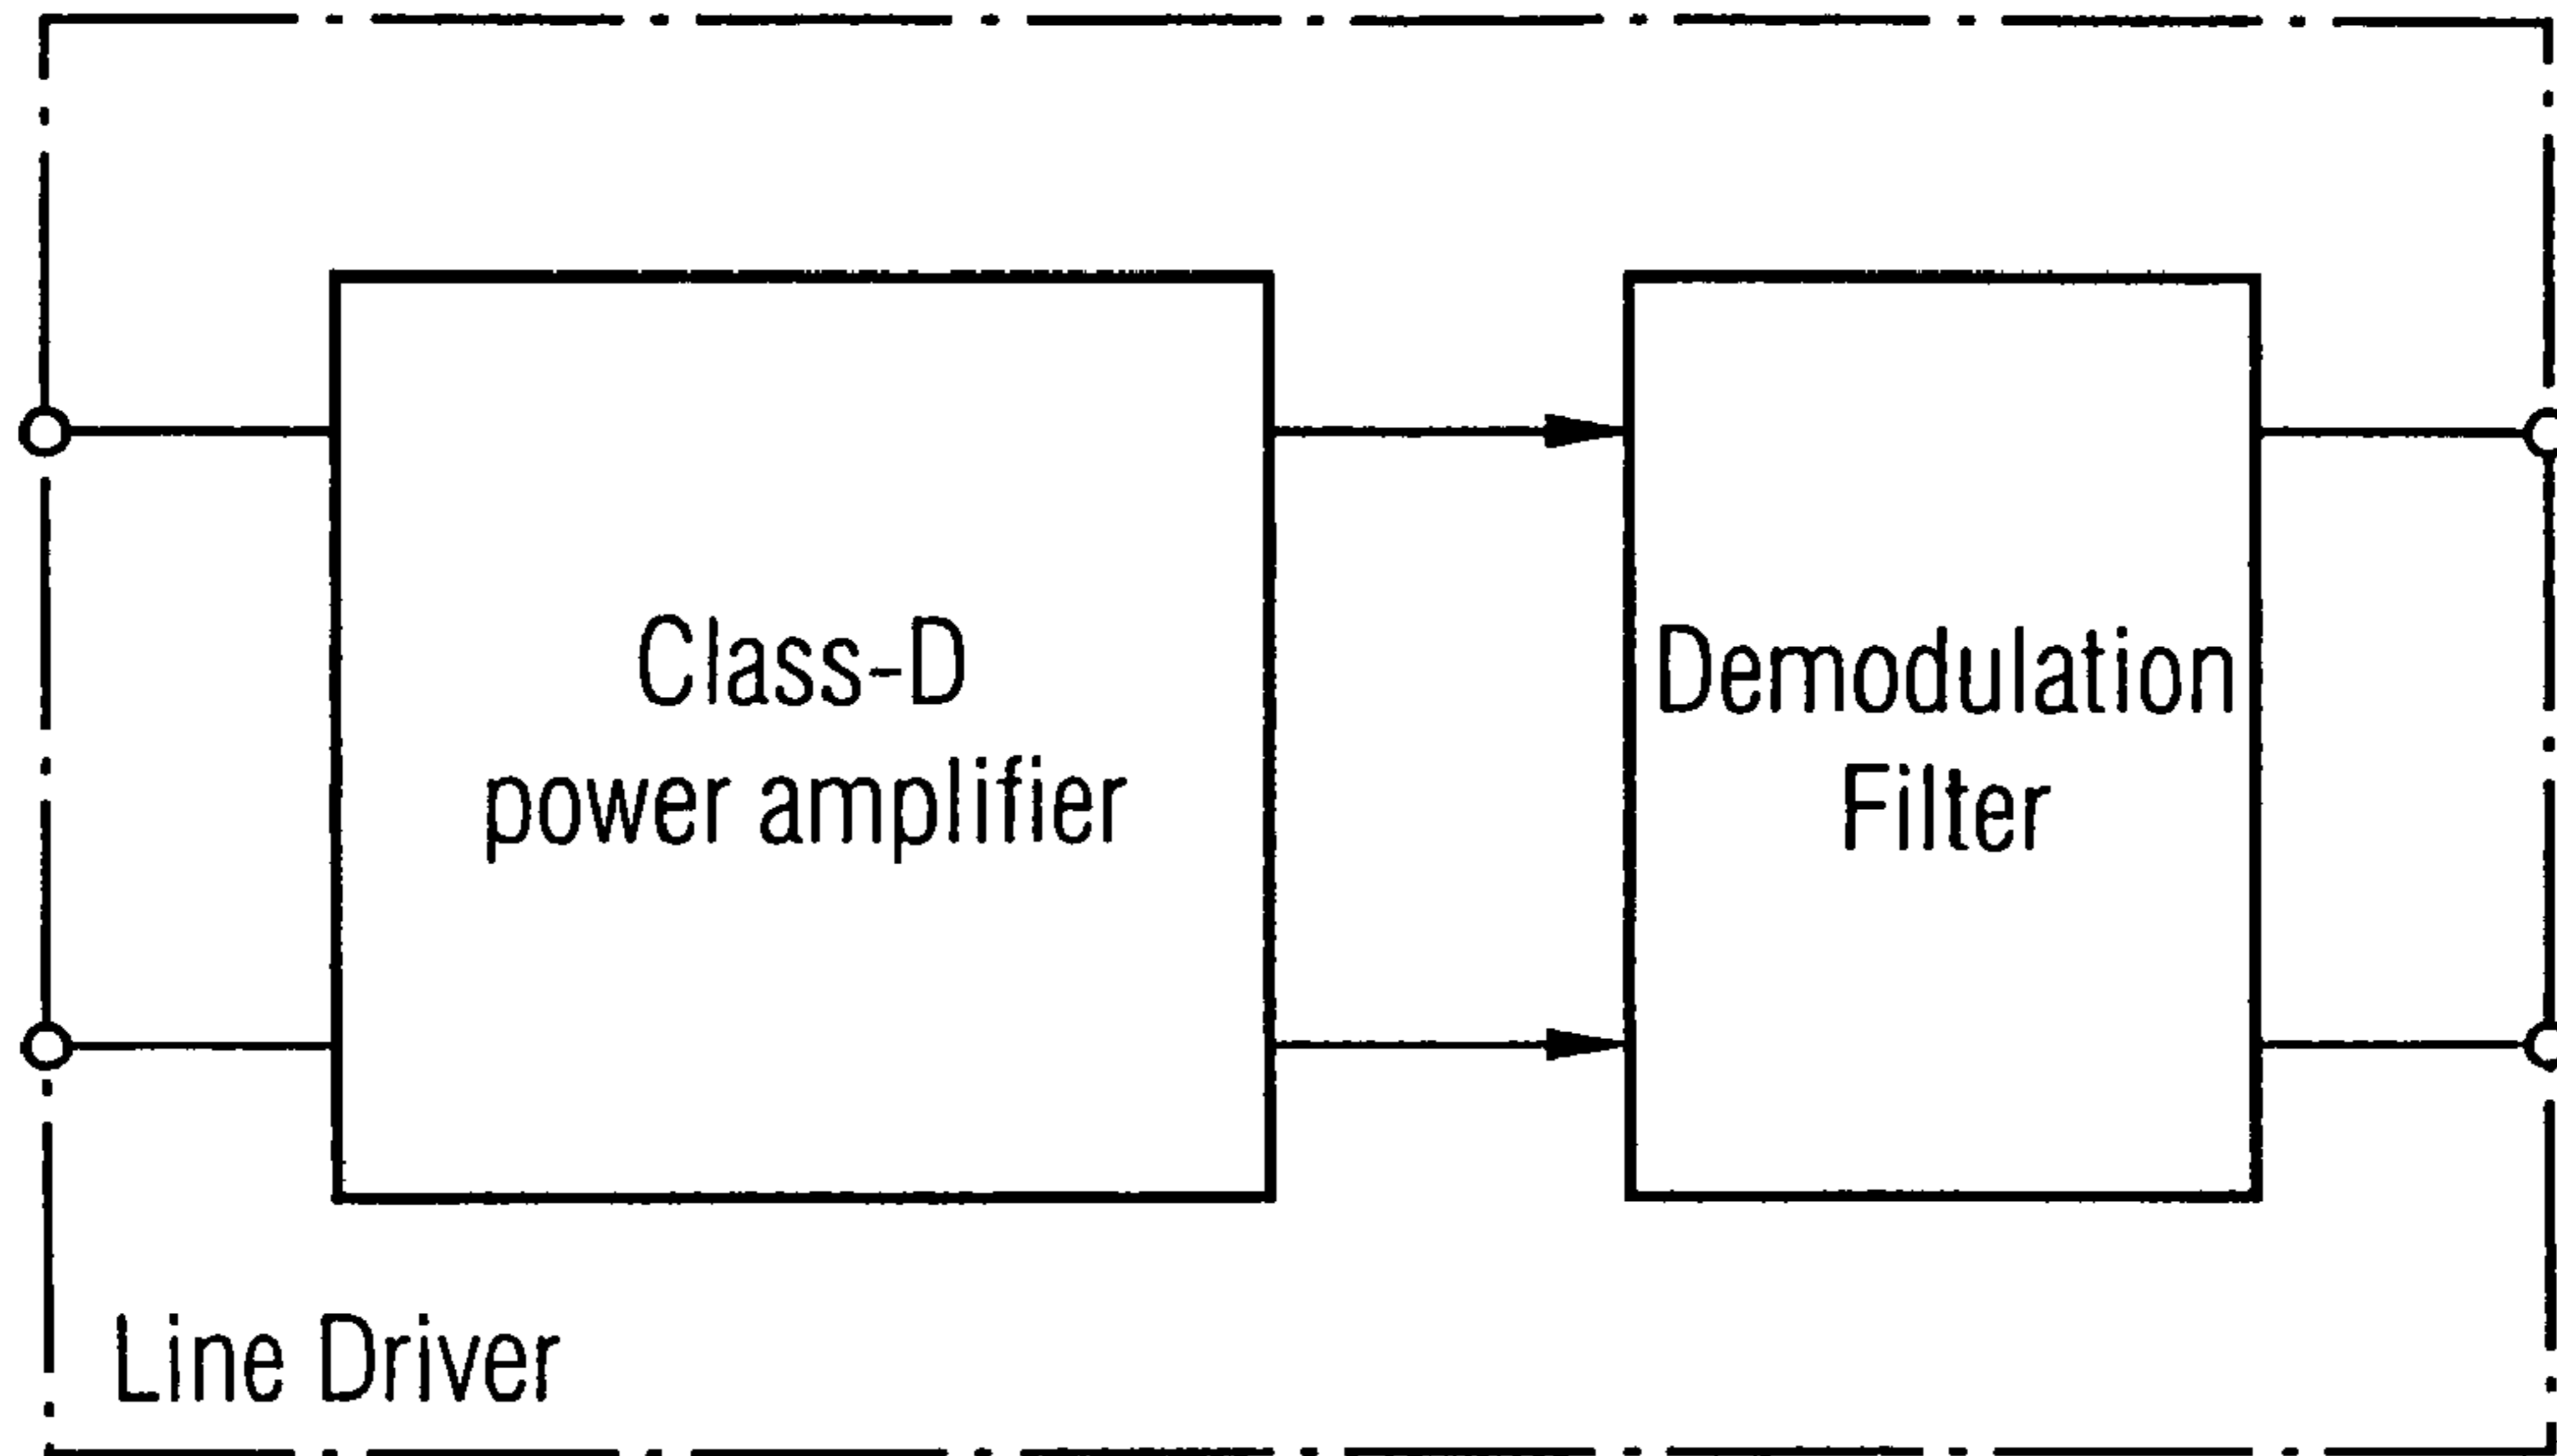 Class-D
power amplifier
Demodulation
Filter
Line Driver